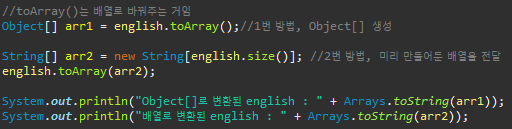 //toArray()는 배열로 바꿔주는 거임
Object[] arr1 = english.toArray();//1번 방법, Object[] 생성
String[] arr2 = new String[english.size()]; //2번 방법, 미리 만들어둔 배열을 전달
english.toArray(arr2);
System.out.println("Object[]로 변환된 english : " + Arrays.toString(arr1));
System.out.println("배열로 변환된 english : " + Arrays.toString(arr2));